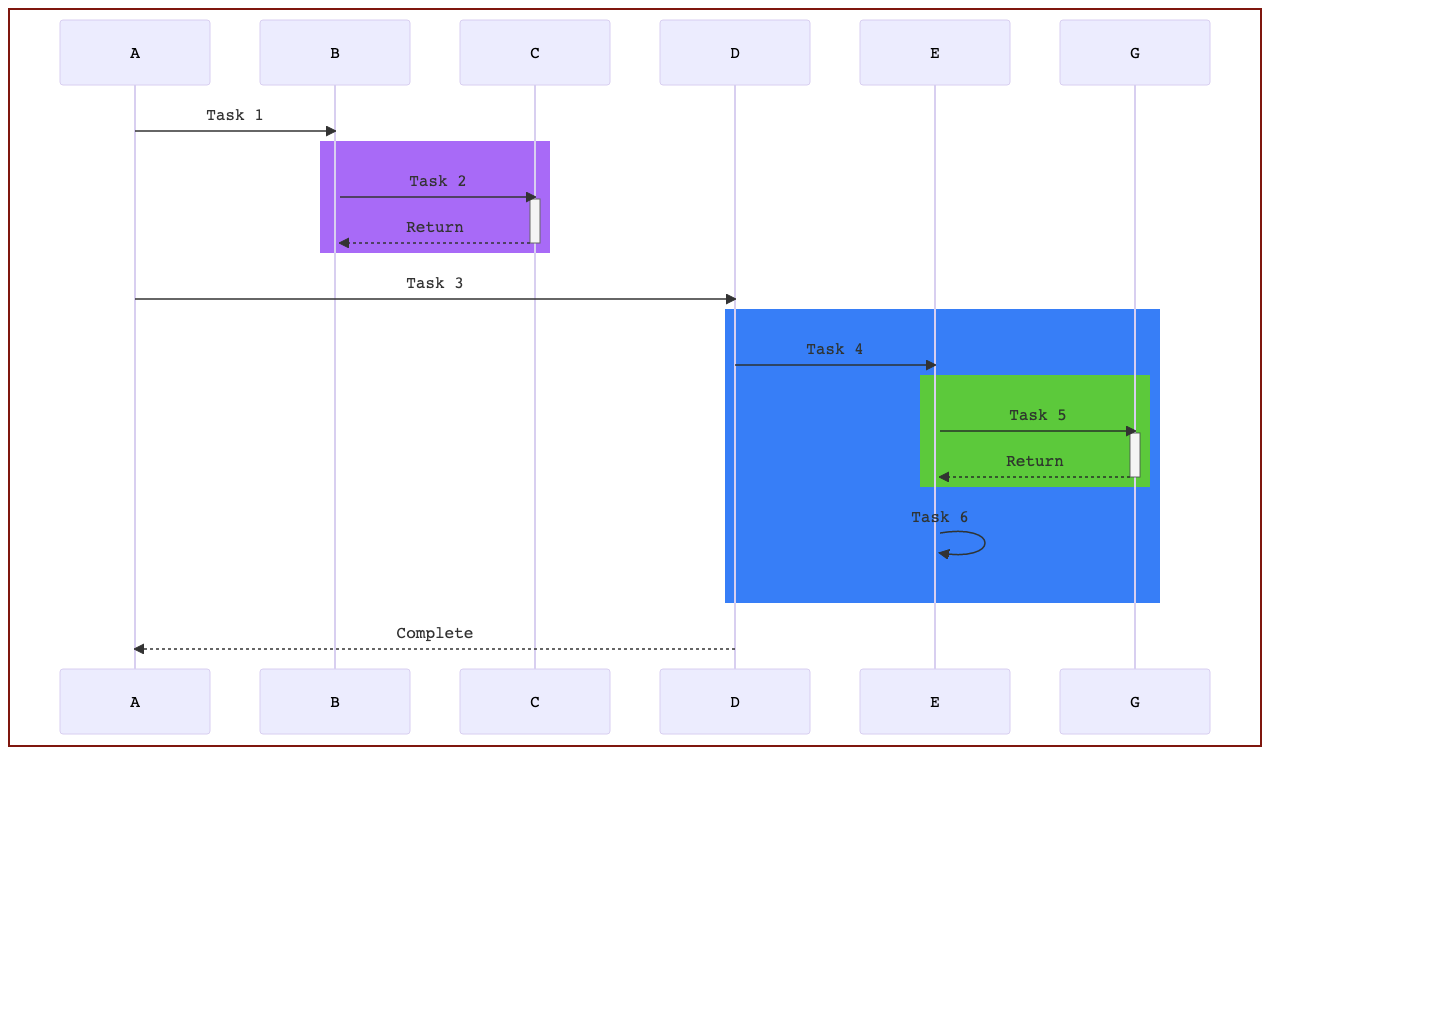 A B C D E G
Task 1
Task 2
Return
Task 3
Task 4
Task 5
Return
Task 6
Complete
A B C D E G